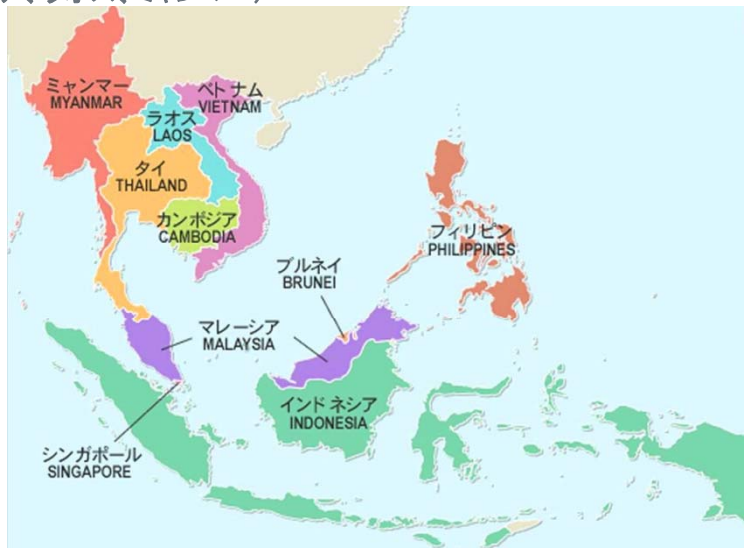 ミャンマー
MYANMAR
ベトナム
VIETNAM
ラオス
LAOS
タイ
THAILAND
カンボジア
CAMBODIA
フィリピン
PHILIPPINES
ブルネイ
BRUNEI
マレーシア
MALAYSIA
インドネシア
INDONESIA
シンガポール
SINGAPORE